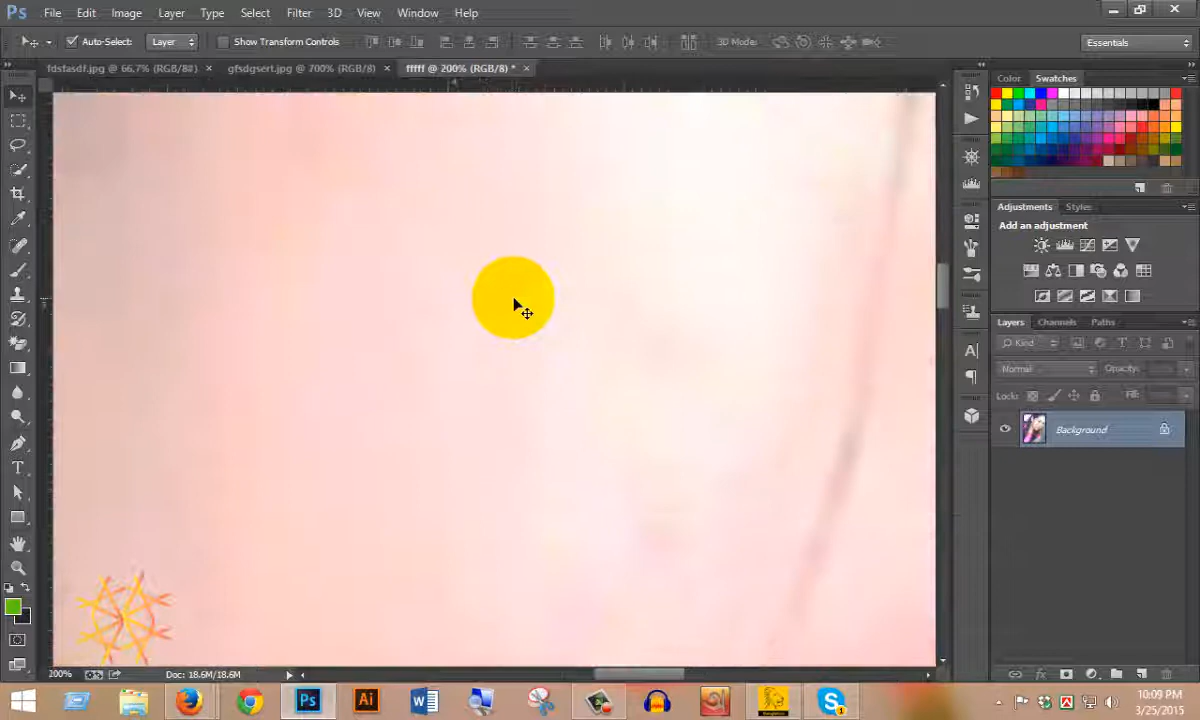 Ps File Edit Image Layer Type Select Filter 3D View Window Help
Auto-Select: Layer Show Transform Controls 3D Mode: Essentials
fdsfasdf.jpg @ 66.7% (RGB/8#) × gfsdgsert.jpg @ 700% (RGB/8) × fffff @ 200% (RGB/8) * ×
Color Swatches
Adjustments Styles
Add an adjustment
Layers Channels Paths
Kind
Normal Opacity:
Lock: Fill:
Background
200% Doc: 18.6M/18.6M
10:09 PM
3/25/2015